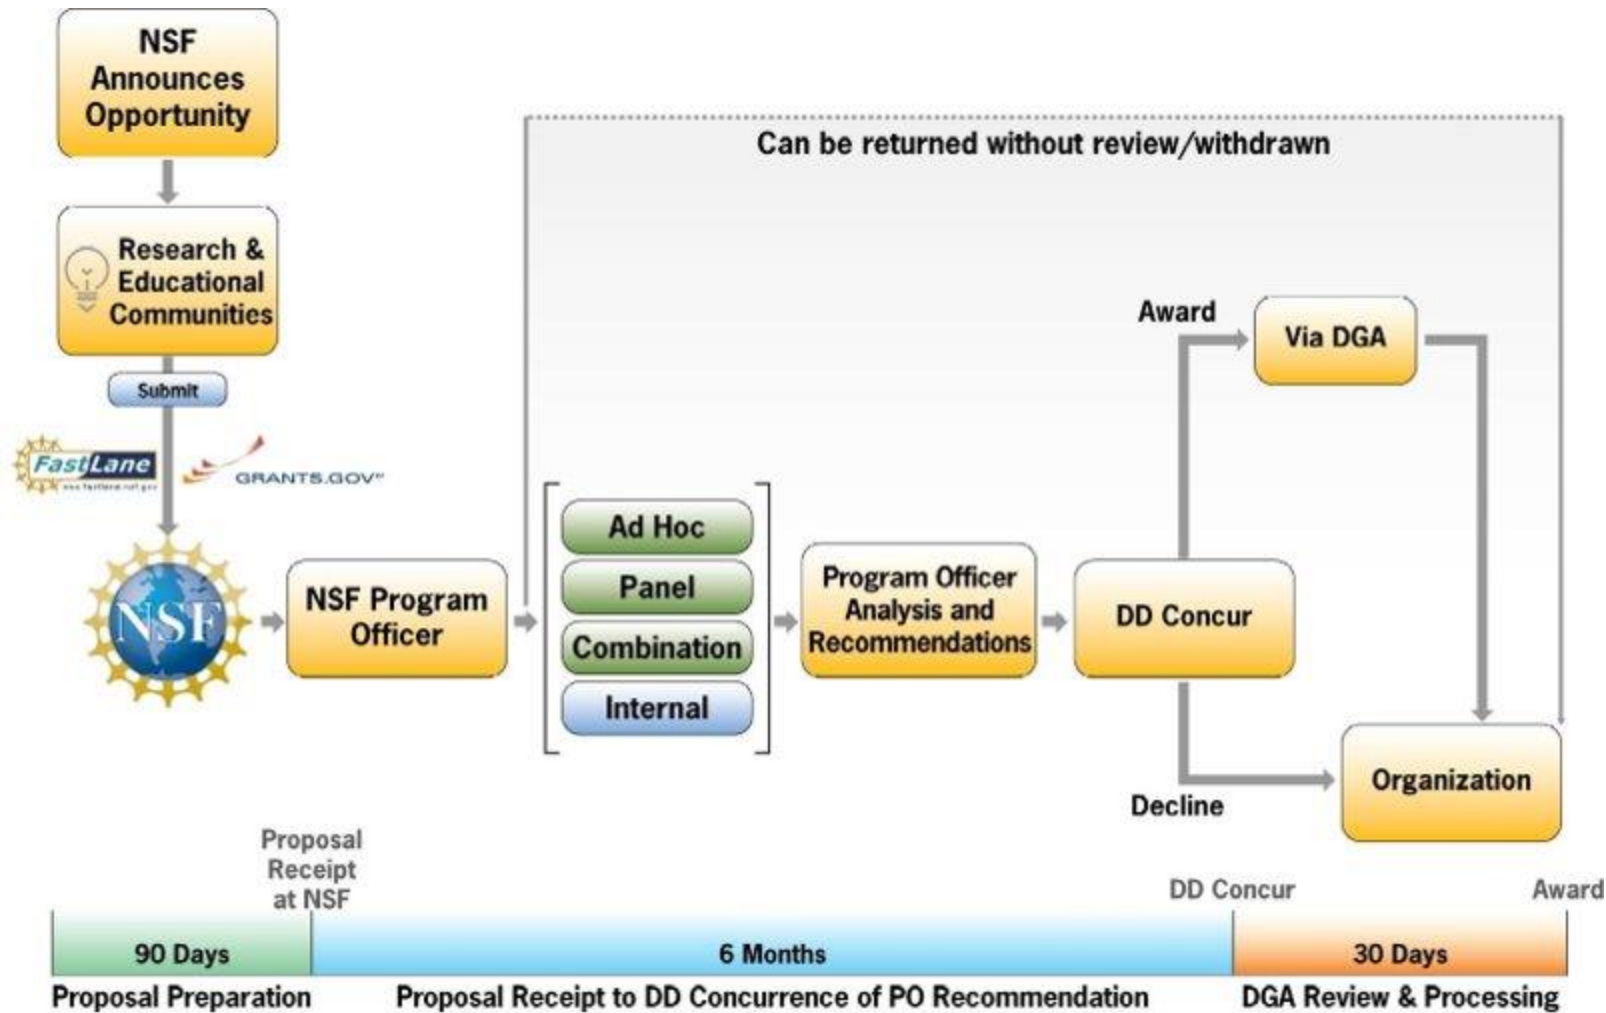 NSF
Announces
Opportunity
Can be returned without review/withdrawn
Research &
Educational
Communities
Submit
FastLane
GRANTS.GOV
NSF
NSF Program
Officer
Ad Hoc
Panel
Combination
Internal
Program Officer
Analysis and
Recommendations
DD Concur
Award
Via DGA
Decline
Organization
Proposal
Receipt
at NSF
DD Concur
Award
90 Days
6 Months
30 Days
Proposal Preparation
Proposal Receipt to DD Concurrence of PO Recommendation
DGA Review & Processing